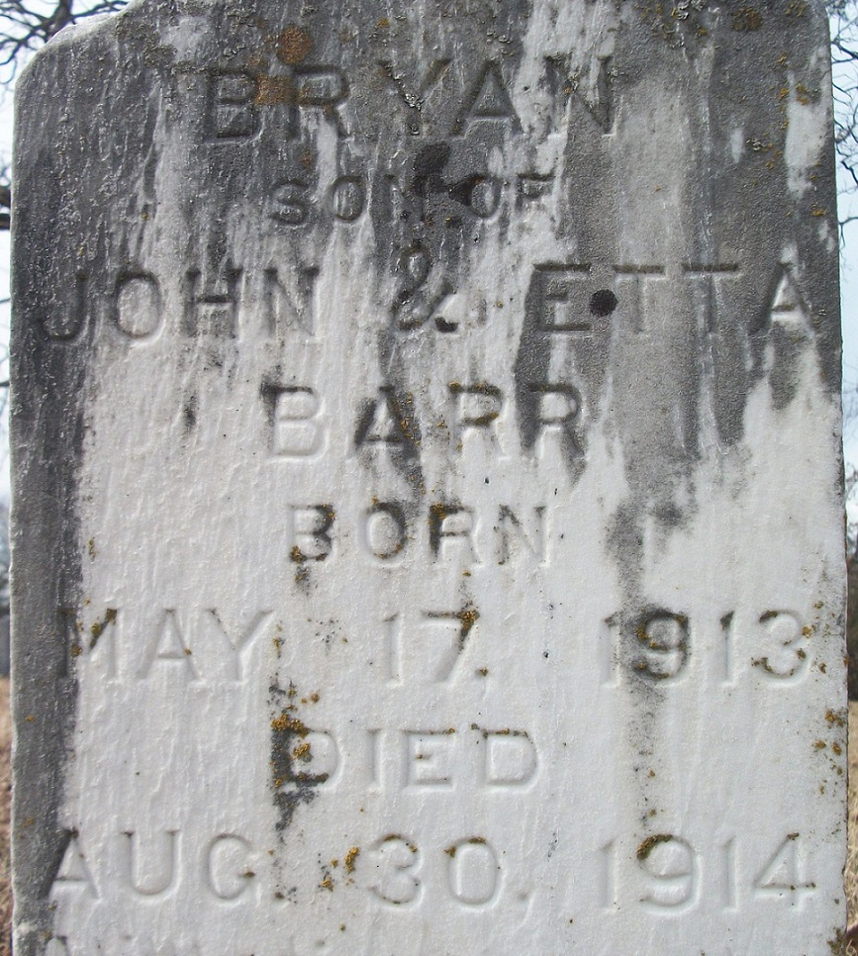 BRYAN
SON OF
JOHN & ETTA
BARR
BORN
MAY 17, 1913
DIED
AUG. 30, 1914